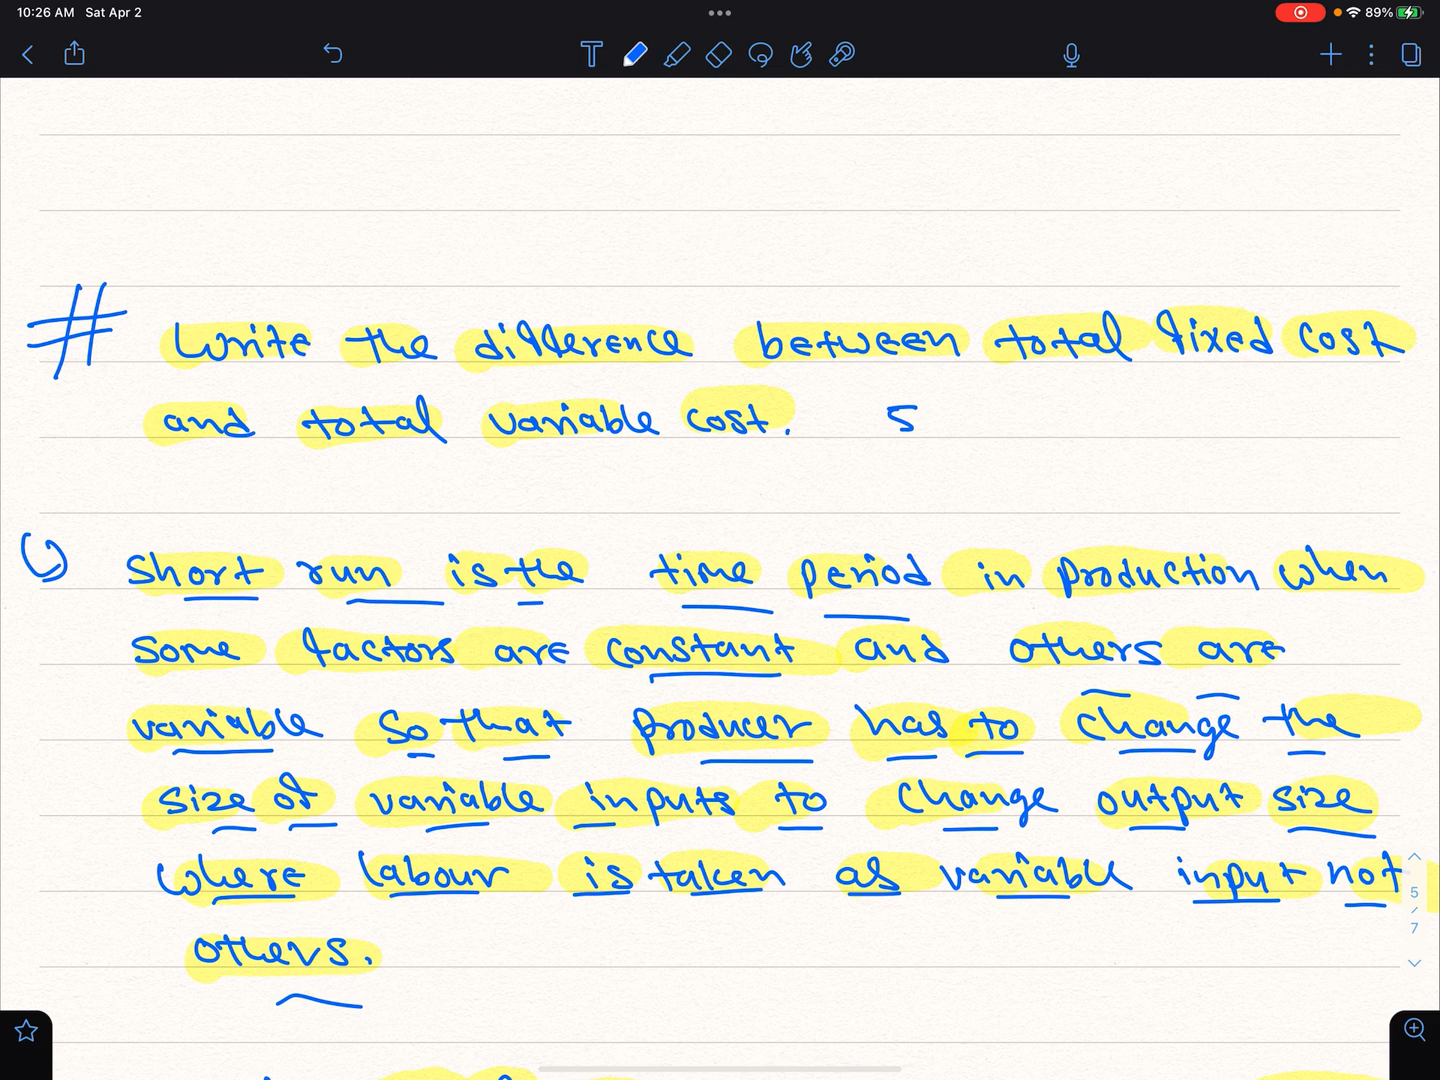 10:26 AM Sat Apr 2
89%
# Write the difference between total fixed cost
and total variable cost. 5
Short run is the time period in production when
some factors are constant and others are
variable so that producer has to change the
size of variable inputs to change output size
where labour is taken as variable input not
others.
5
7